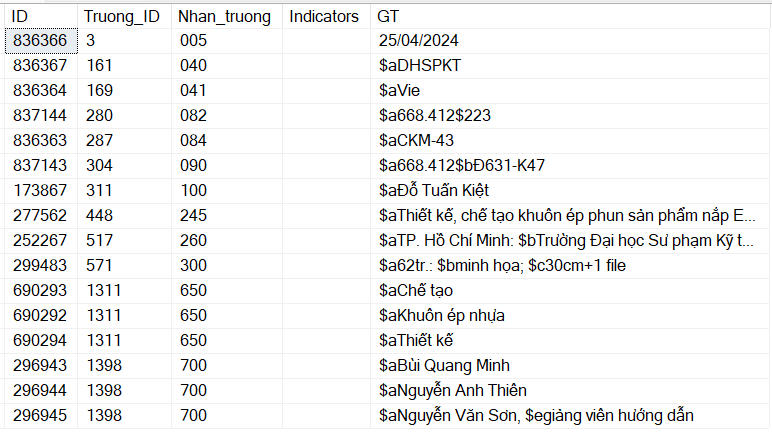 ID Truong_ID Nhan_truong Indicators GT
836366 3 005 25/04/2024
836367 161 040 $aDHSPKT
836364 169 041 $aVie
837144 280 082 $a668.412$223
836363 287 084 $aCKM-43
837143 304 090 $a668.412$bĐ631-K47
173867 311 100 $aĐỗ Tuấn Kiệt
277562 448 245 $aThiết kế, chế tạo khuôn ép phun sản phẩm nắp E...
252267 517 260 $aTP. Hồ Chí Minh: $bTrường Đại học Sư phạm Kỹ t...
299483 571 300 $a62tr.: $bminh họa; $c30cm+1 file
690293 1311 650 $aChế tạo
690292 1311 650 $aKhuôn ép nhựa
690294 1311 650 $aThiết kế
296943 1398 700 $aBùi Quang Minh
296944 1398 700 $aNguyễn Anh Thiên
296945 1398 700 $aNguyễn Văn Sơn, $egiảng viên hướng dẫn